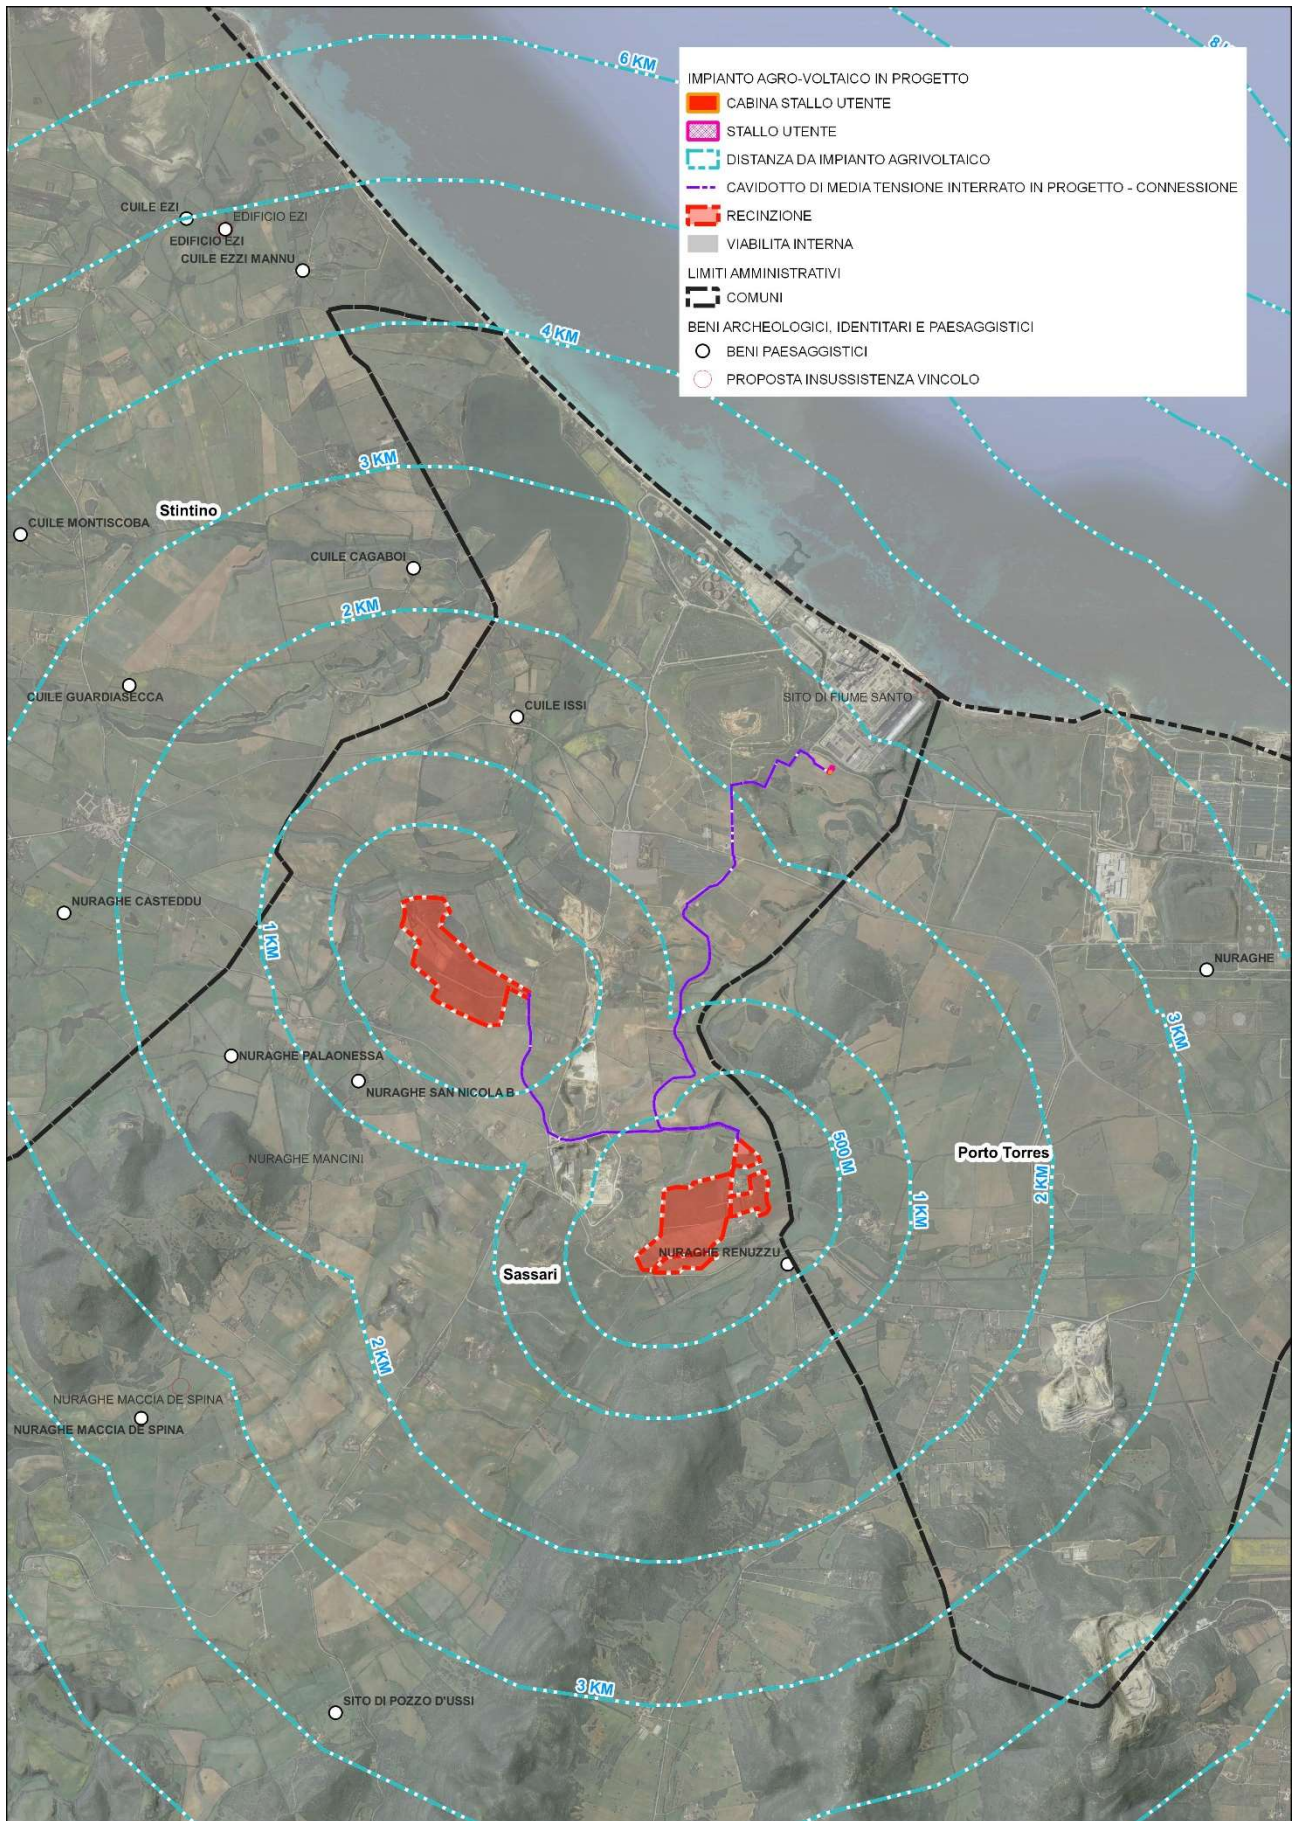 6 KM
8
IMPIANTO AGRO-VOLTAICO IN PROGETTO
CABINA STALLO UTENTE
STALLO UTENTE
DISTANZA DA IMPIANTO AGRIVOLTAICO
CAVIDOTTO DI MEDIA TENSIONE INTERRATO IN PROGETTO - CONNESSIONE
RECINZIONE
VIABILITA INTERNA
LIMITI AMMINISTRATIVI
COMUNI
BENI ARCHEOLOGICI, IDENTITARI E PAESAGGISTICI
BENI PAESAGGISTICI
PROPOSTA INSUSSISTENZA VINCOLO
CUILE EZI
EDIFICIO EZI
EDIFICIO EZI
CUILE EZZI MANNU
4 KM
3 KM
Stintino
CUILE MONTISCOBA
CUILE CAGABOI
2 KM
CUILE GUARDIASECCA
SITO DI FIUME SANTO
CUILE ISSI
NURAGHE CASTEDDU
1 KM
NURAGHE
3 KM
NURAGHE PALAONESSA
NURAGHE SAN NICOLA B
NURAGHE MANCINI
500 M
Porto Torres
2 KM
1 KM
NURAGHE RENUZZU
Sassari
2 KM
NURAGHE MACCIA DE SPINA
NURAGHE MACCIA DE SPINA
3 KM
SITO DI POZZO D'USSI